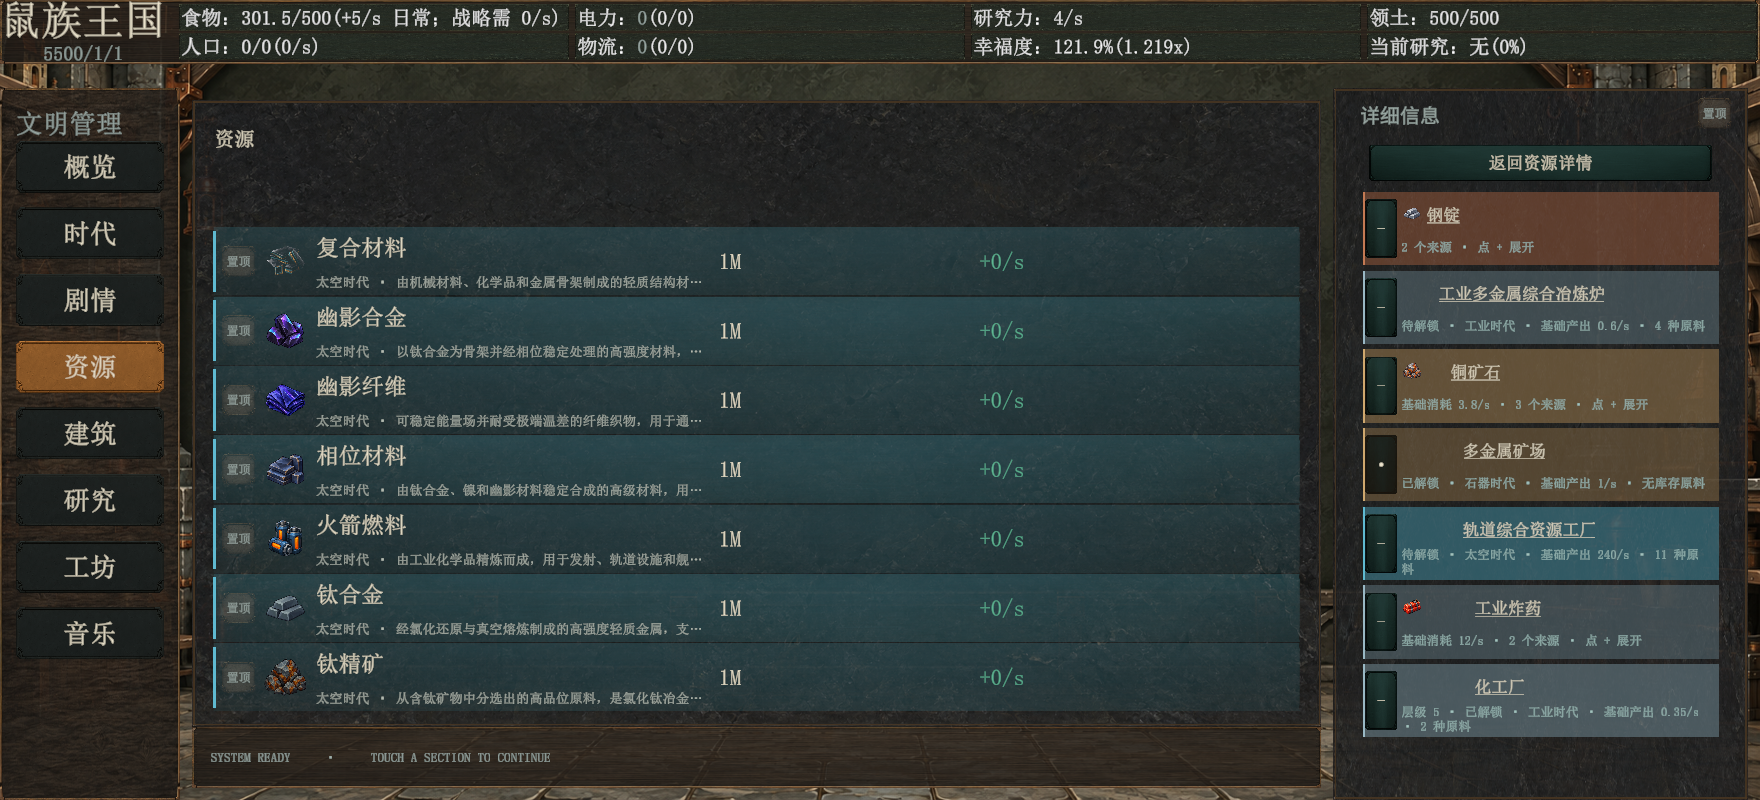 鼠族王国
5500/1/1
食物: 301.5/500(+5/s 日常; 战略需 0/s)
电力: 0(0/0)
研究力: 4/s
领土: 500/500
人口: 0/0(0/s)
物流: 0(0/0)
幸福度: 121.9%(1.219x)
当前研究: 无(0%)
文明管理
概览
时代
剧情
资源
建筑
研究
工坊
音乐
资源
置顶
复合材料
1M
+0/s
太空时代 • 由机械材料、化学品和金属骨架制成的轻质结构材…
置顶
幽影合金
1M
+0/s
太空时代 • 以钛合金为骨架并经相位稳定处理的高强度材料，…
置顶
幽影纤维
1M
+0/s
太空时代 • 可稳定能量场并耐受极端温差的纤维织物，用于通…
置顶
相位材料
1M
+0/s
太空时代 • 由钛合金、镍和幽影材料稳定合成的高级材料，用…
置顶
火箭燃料
1M
+0/s
太空时代 • 由工业化学品精炼而成，用于发射、轨道设施和舰…
置顶
钛合金
1M
+0/s
太空时代 • 经氯化还原与真空熔炼制成的高强度轻质金属，支…
置顶
钛精矿
1M
+0/s
太空时代 • 从含钛矿物中分选出的高品位原料，是氯化钛冶金…
SYSTEM READY • TOUCH A SECTION TO CONTINUE
详细信息
置顶
返回资源详情
－
钢锭
2 个来源 • 点 + 展开
－
工业多金属综合冶炼炉
待解锁 • 工业时代 • 基础产出 0.6/s • 4 种原料
－
铜矿石
基础消耗 3.8/s • 3 个来源 • 点 + 展开
•
多金属矿场
已解锁 • 石器时代 • 基础产出 1/s • 无库存原料
－
轨道综合资源工厂
待解锁 • 太空时代 • 基础产出 240/s • 11 种原
料
－
工业炸药
基础消耗 12/s • 2 个来源 • 点 + 展开
－
化工厂
层级 5 • 已解锁 • 工业时代 • 基础产出 0.35/s
• 2 种原料